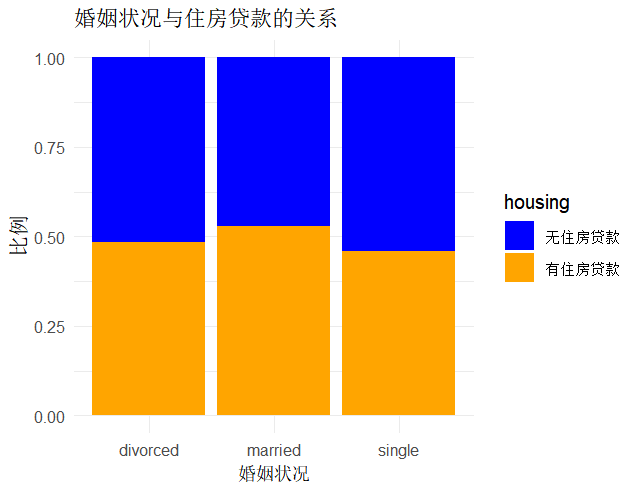 婚姻状况与住房贷款的关系
1.00
0.75
0.50
0.25
0.00
比例
divorced
married
single
婚姻状况
housing
无住房贷款
有住房贷款